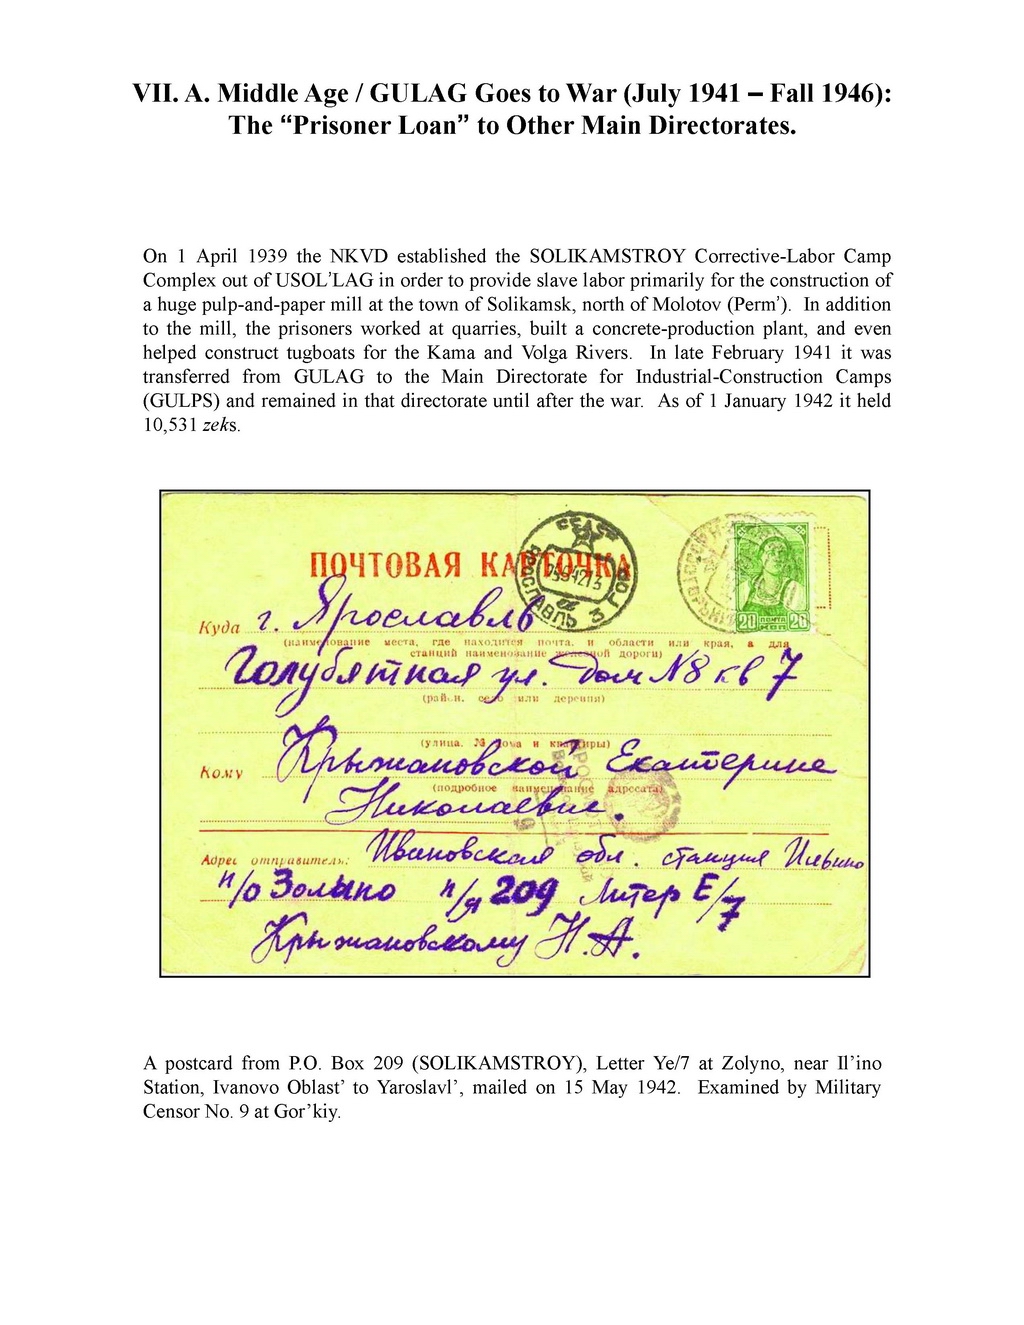 VII. A. Middle Age / GULAG Goes to War (July 1941 – Fall 1946):
The “Prisoner Loan” to Other Main Directorates.
On 1 April 1939 the NKVD established the SOLIKAMSTROY Corrective-Labor Camp
Complex out of USOL’LAG in order to provide slave labor primarily for the construction of
a huge pulp-and-paper mill at the town of Solikamsk, north of Molotov (Perm’). In addition
to the mill, the prisoners worked at quarries, built a concrete-production plant, and even
helped construct tugboats for the Kama and Volga Rivers. In late February 1941 it was
transferred from GULAG to the Main Directorate for Industrial-Construction Camps
(GULPS) and remained in that directorate until after the war. As of 1 January 1942 it held
10,531 zeks.
ПОЧТОВАЯ КАРТОЧКА
20 ПОЧТА КОП 20
Куда г. Ярославль
(наименование места, где находится почта, и области или края, а для
станций наименование железной дороги)
Голубятная ул. Дом №8 кв 7
(район, село или деревня)
(улица, № дома и квартиры)
Кому Крыжановской Екатерине
(подробное наименование адресата)
Николаевне.
Адрес отправителя: Ивановская обл. станция Ильино
п/о Золыно п/я 209 Литер Е/7
Крыжановскому Н.А.
A postcard from P.O. Box 209 (SOLIKAMSTROY), Letter Ye/7 at Zolyno, near Il’ino
Station, Ivanovo Oblast’ to Yaroslavl’, mailed on 15 May 1942. Examined by Military
Censor No. 9 at Gor’kiy.